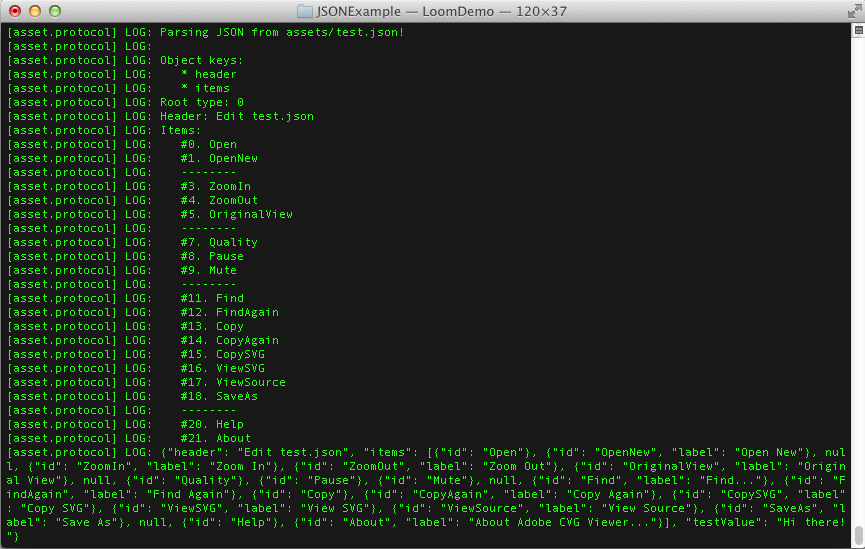 JSONExample — LoomDemo — 120×37
[asset.protocol] LOG: Parsing JSON from assets/test.json!
[asset.protocol] LOG:
[asset.protocol] LOG: Object keys:
[asset.protocol] LOG:    * header
[asset.protocol] LOG:    * items
[asset.protocol] LOG: Root type: 0
[asset.protocol] LOG: Header: Edit test.json
[asset.protocol] LOG: Items:
[asset.protocol] LOG:    #0. Open
[asset.protocol] LOG:    #1. OpenNew
[asset.protocol] LOG:    --------
[asset.protocol] LOG:    #3. ZoomIn
[asset.protocol] LOG:    #4. ZoomOut
[asset.protocol] LOG:    #5. OriginalView
[asset.protocol] LOG:    --------
[asset.protocol] LOG:    #7. Quality
[asset.protocol] LOG:    #8. Pause
[asset.protocol] LOG:    #9. Mute
[asset.protocol] LOG:    --------
[asset.protocol] LOG:    #11. Find
[asset.protocol] LOG:    #12. FindAgain
[asset.protocol] LOG:    #13. Copy
[asset.protocol] LOG:    #14. CopyAgain
[asset.protocol] LOG:    #15. CopySVG
[asset.protocol] LOG:    #16. ViewSVG
[asset.protocol] LOG:    #17. ViewSource
[asset.protocol] LOG:    #18. SaveAs
[asset.protocol] LOG:    --------
[asset.protocol] LOG:    #20. Help
[asset.protocol] LOG:    #21. About
[asset.protocol] LOG: {"header": "Edit test.json", "items": [{"id": "Open"}, {"id": "OpenNew", "label": "Open New"}, nul
l, {"id": "ZoomIn", "label": "Zoom In"}, {"id": "ZoomOut", "label": "Zoom Out"}, {"id": "OriginalView", "label": "Origin
al View"}, null, {"id": "Quality"}, {"id": "Pause"}, {"id": "Mute"}, null, {"id": "Find", "label": "Find..."}, {"id": "F
indAgain", "label": "Find Again"}, {"id": "Copy"}, {"id": "CopyAgain", "label": "Copy Again"}, {"id": "CopySVG", "label"
: "Copy SVG"}, {"id": "ViewSVG", "label": "View SVG"}, {"id": "ViewSource", "label": "View Source"}, {"id": "SaveAs", "l
abel": "Save As"}, null, {"id": "Help"}, {"id": "About", "label": "About Adobe CVG Viewer..."}], "testValue": "Hi there!
"}